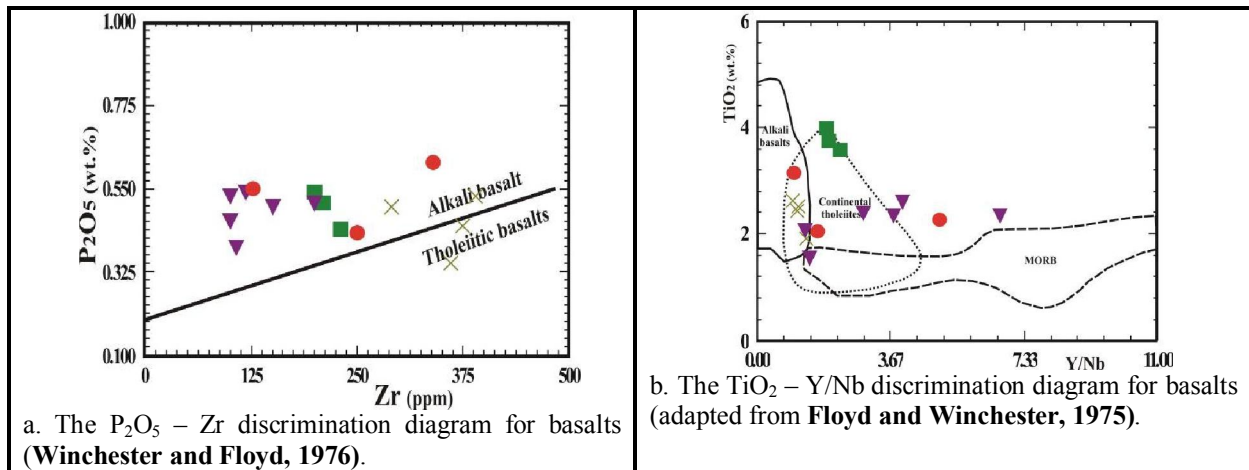 1.000
0.775
0.550
0.325
0.100
P₂O₅ (wt.%)
Alkali basalt
Tholeiitic basalts
0
125
250
375
500
Zr (ppm)
a. The P₂O₅ – Zr discrimination diagram for basalts
(Winchester and Floyd, 1976).
6
4
2
0
TiO₂ (wt.%)
Alkali
basalts
Continental
tholeiites
MORB
0.00
3.67
7.33
11.00
Y/Nb
b. The TiO₂ – Y/Nb discrimination diagram for basalts
(adapted from Floyd and Winchester, 1975).